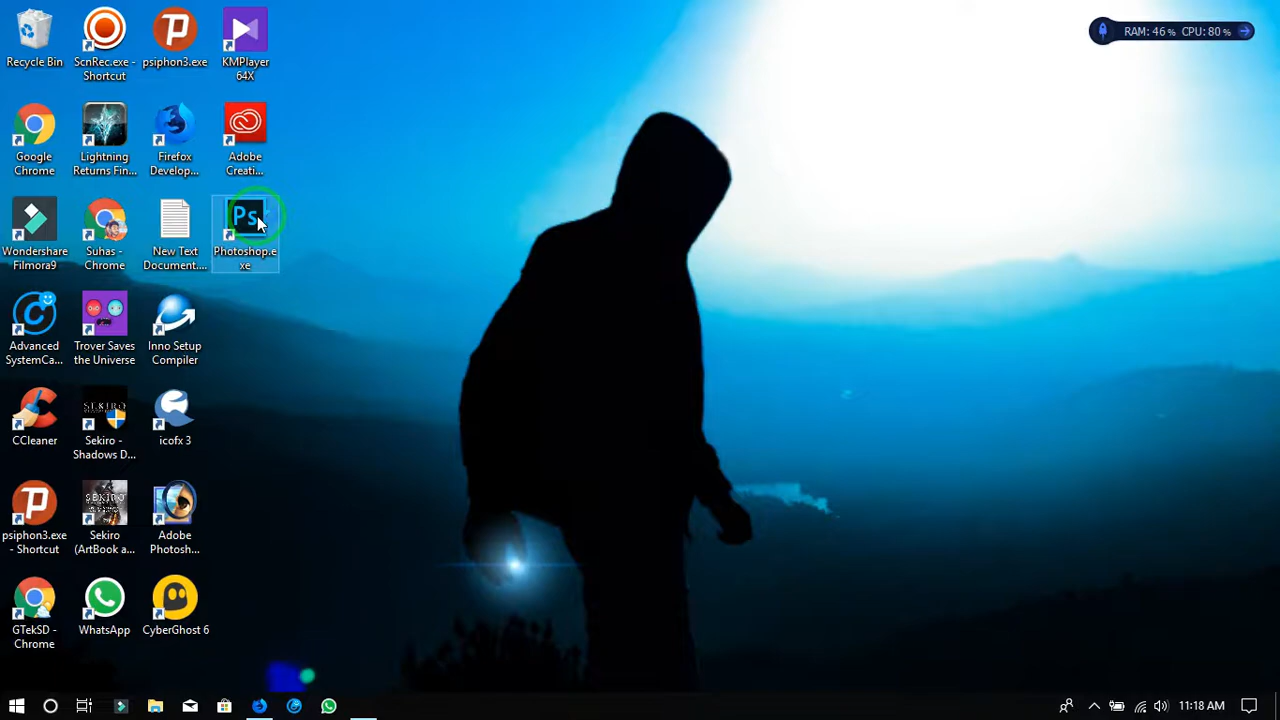 RAM: 46 % CPU: 80 %
Recycle Bin
ScnRec.exe -
Shortcut
psiphon3.exe
KMPlayer
64X
Google
Chrome
Lightning
Returns Fin...
Firefox
Develop...
Adobe
Creati...
Ps
Wondershare
Filmora9
Suhas -
Chrome
New Text
Document....
Photoshop.e
xe
Advanced
SystemCa...
Trover Saves
the Universe
Inno Setup
Compiler
CCleaner
Sekiro -
Shadows D...
icofx 3
SEKIRO
psiphon3.exe
- Shortcut
Sekiro
(ArtBook a...
Adobe
Photosh...
GTekSD -
Chrome
WhatsApp
CyberGhost 6
11:18 AM